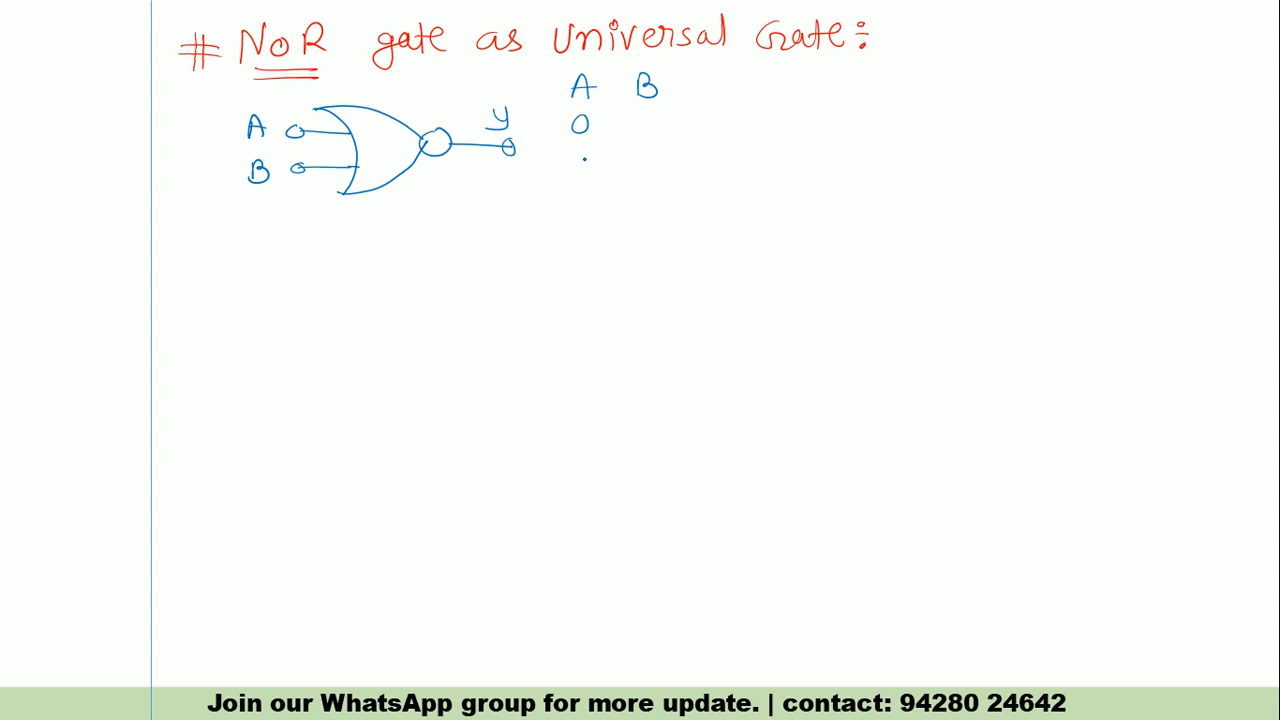 # NOR gate as Universal Gate:
A B
A y 0
B
Join our WhatsApp group for more update. | contact: 94280 24642